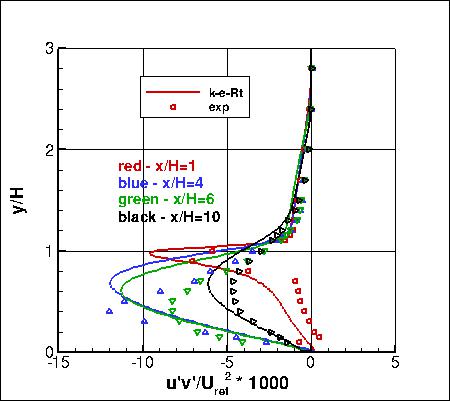 3
k-e-Rt
exp
2
red - x/H=1
blue - x/H=4
green - x/H=6
black - x/H=10
y/H
1
0
-15 -10 -5 0 5
u'v'/U_ref^2 * 1000